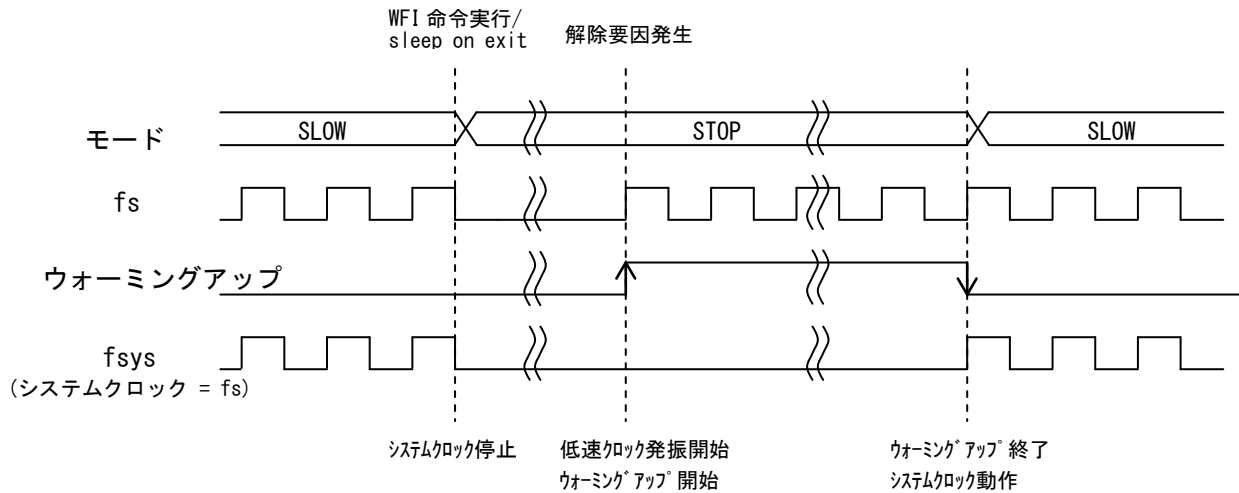 WFI 命令実行/
sleep on exit
解除要因発生
モード
SLOW
STOP
SLOW
fs
ウォーミングアップ
fsys
(システムクロック = fs)
ｼｽﾃﾑｸﾛｯｸ停止
低速ｸﾛｯｸ発振開始
ｳｫｰﾐﾝｸﾞｱｯﾌﾟ開始
ｳｫｰﾐﾝｸﾞｱｯﾌﾟ終了
ｼｽﾃﾑｸﾛｯｸ動作